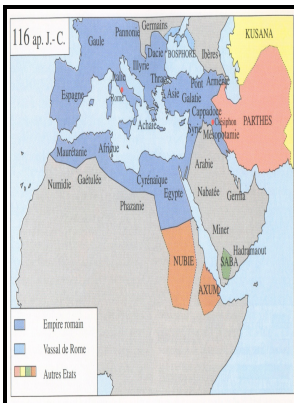 116 ap. J.-C.
Germains
KUSANA
Pannonie
Gaule
Dacie
BOSPHORE
Ibères
Illyrie
Italie
Thrace
Pont
Arménie
Rome
Asie
Galatie
Espagne
Cappadoce
Achaïe
Ctésiphon
PARTHES
Syrie
Mésopotamie
Maurétanie
Afrique
Arabie
Numidie
Gaétulée
Cyrénaïque
Egypte
Nabatée
Gerrha
Phazanie
Miner
Hadramaout
NUBIE
SABA
AXUM
Empire romain
Vassal de Rome
Autres Etats